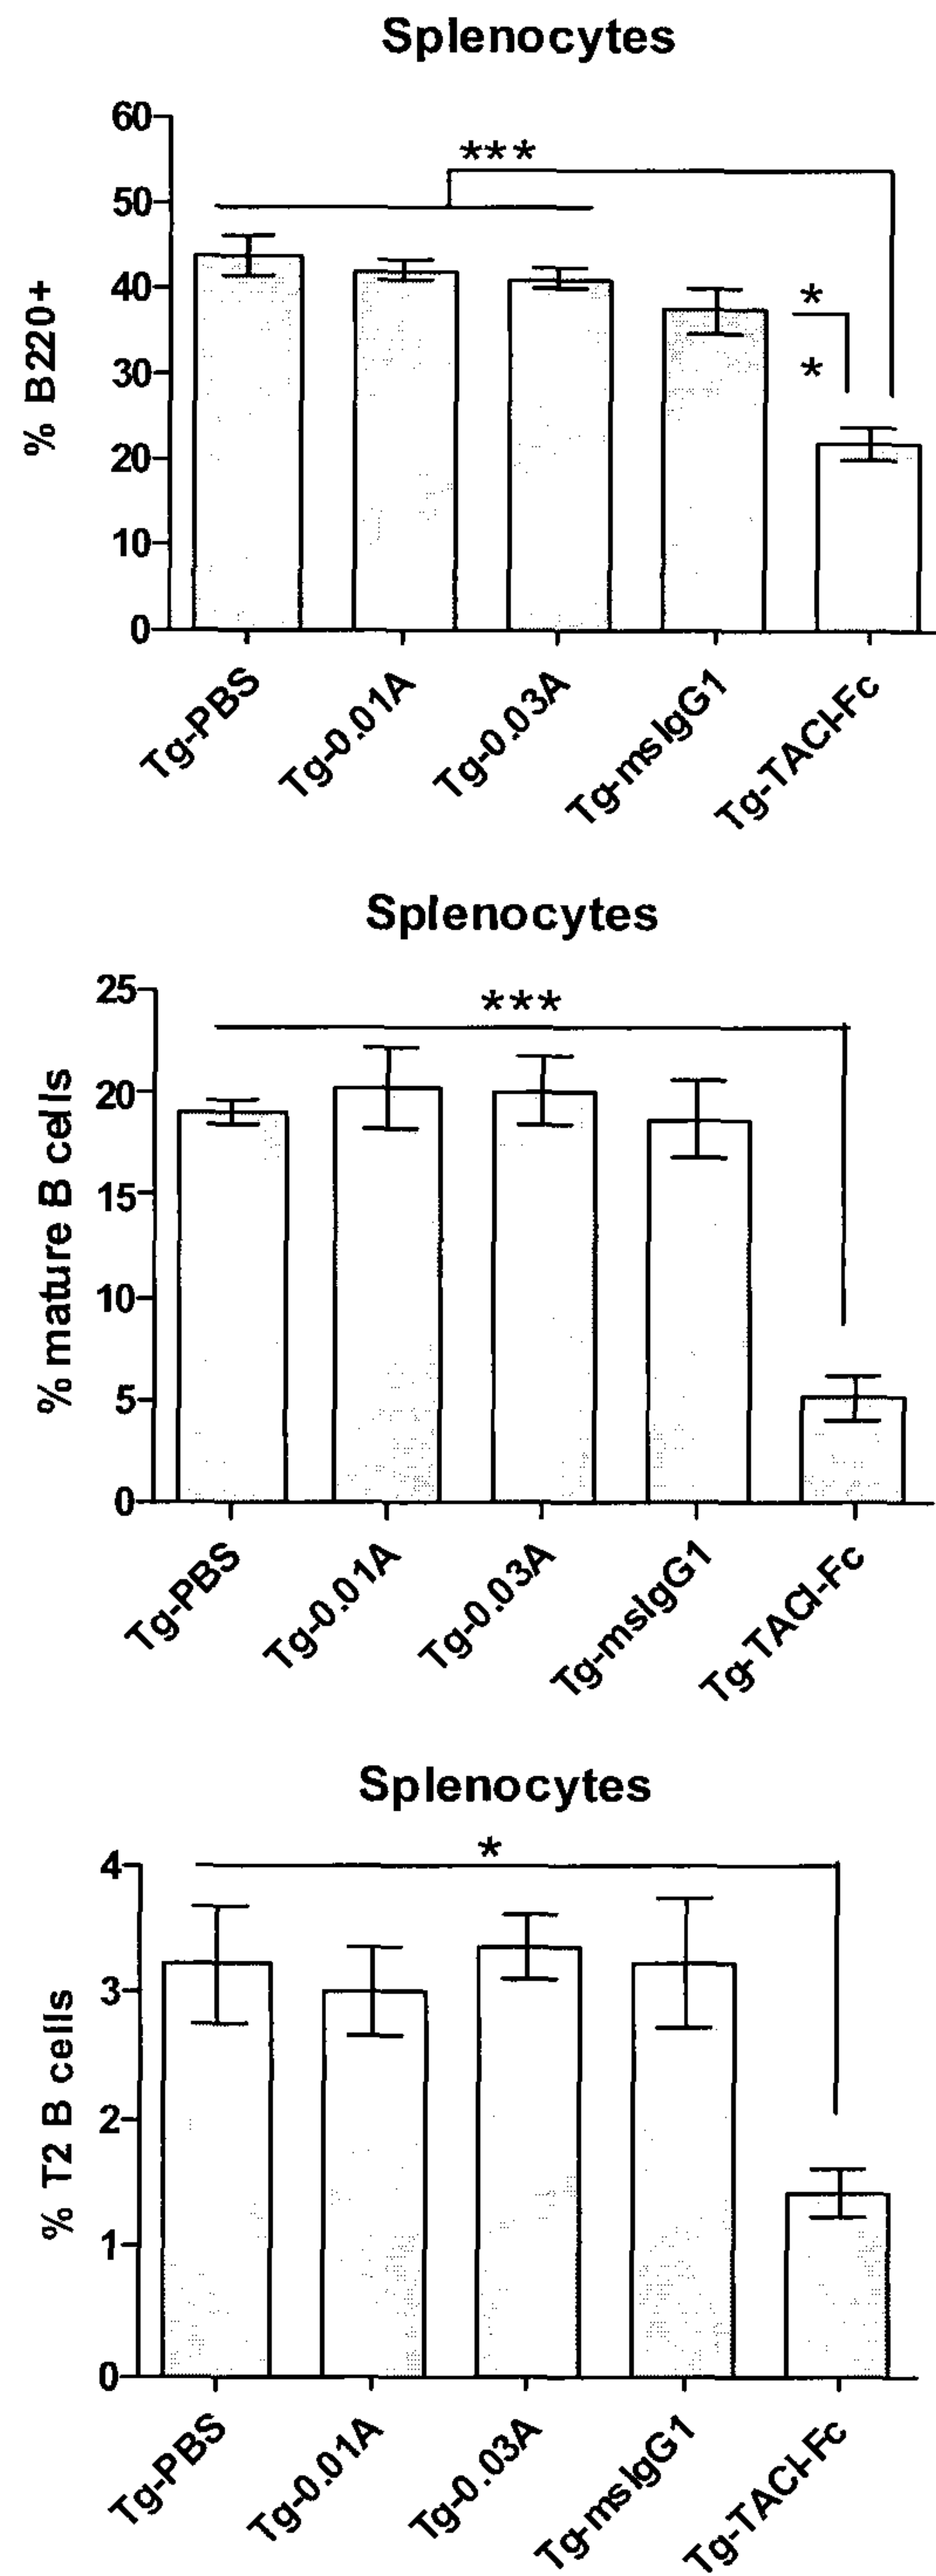 Splenocytes
60
50
40
30
20
10
0
% B220+
***
*
*
Tg-PBS
Tg-0.01A
Tg-0.03A
Tg-msIgG1
Tg-TACI-Fc
Splenocytes
25
20
15
10
5
0
% mature B cells
***
Tg-PBS
Tg-0.01A
Tg-0.03A
Tg-msIgG1
Tg-TACI-Fc
Splenocytes
4
3
2
1
0
% T2 B cells
*
Tg-PBS
Tg-0.01A
Tg-0.03A
Tg-msIgG1
Tg-TACI-Fc